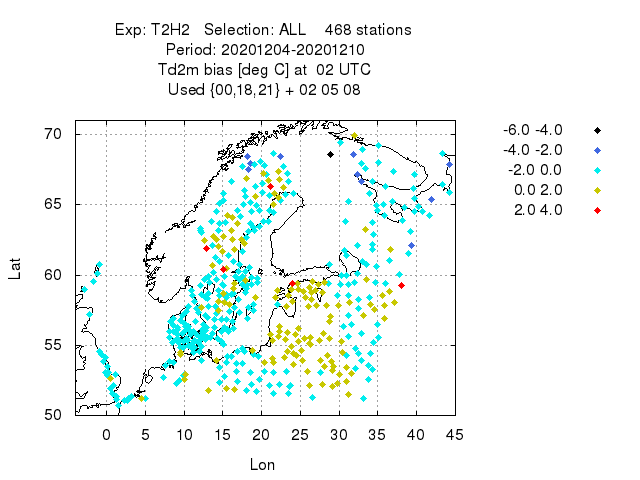 Exp: T2H2   Selection: ALL    468 stations
Period: 20201204-20201210
Td2m bias [deg C] at  02 UTC
Used {00,18,21} + 02 05 08
-6.0 -4.0
-4.0 -2.0
-2.0 0.0
0.0 2.0
2.0 4.0
70
65
60
55
50
Lat
0 5 10 15 20 25 30 35 40 45
Lon